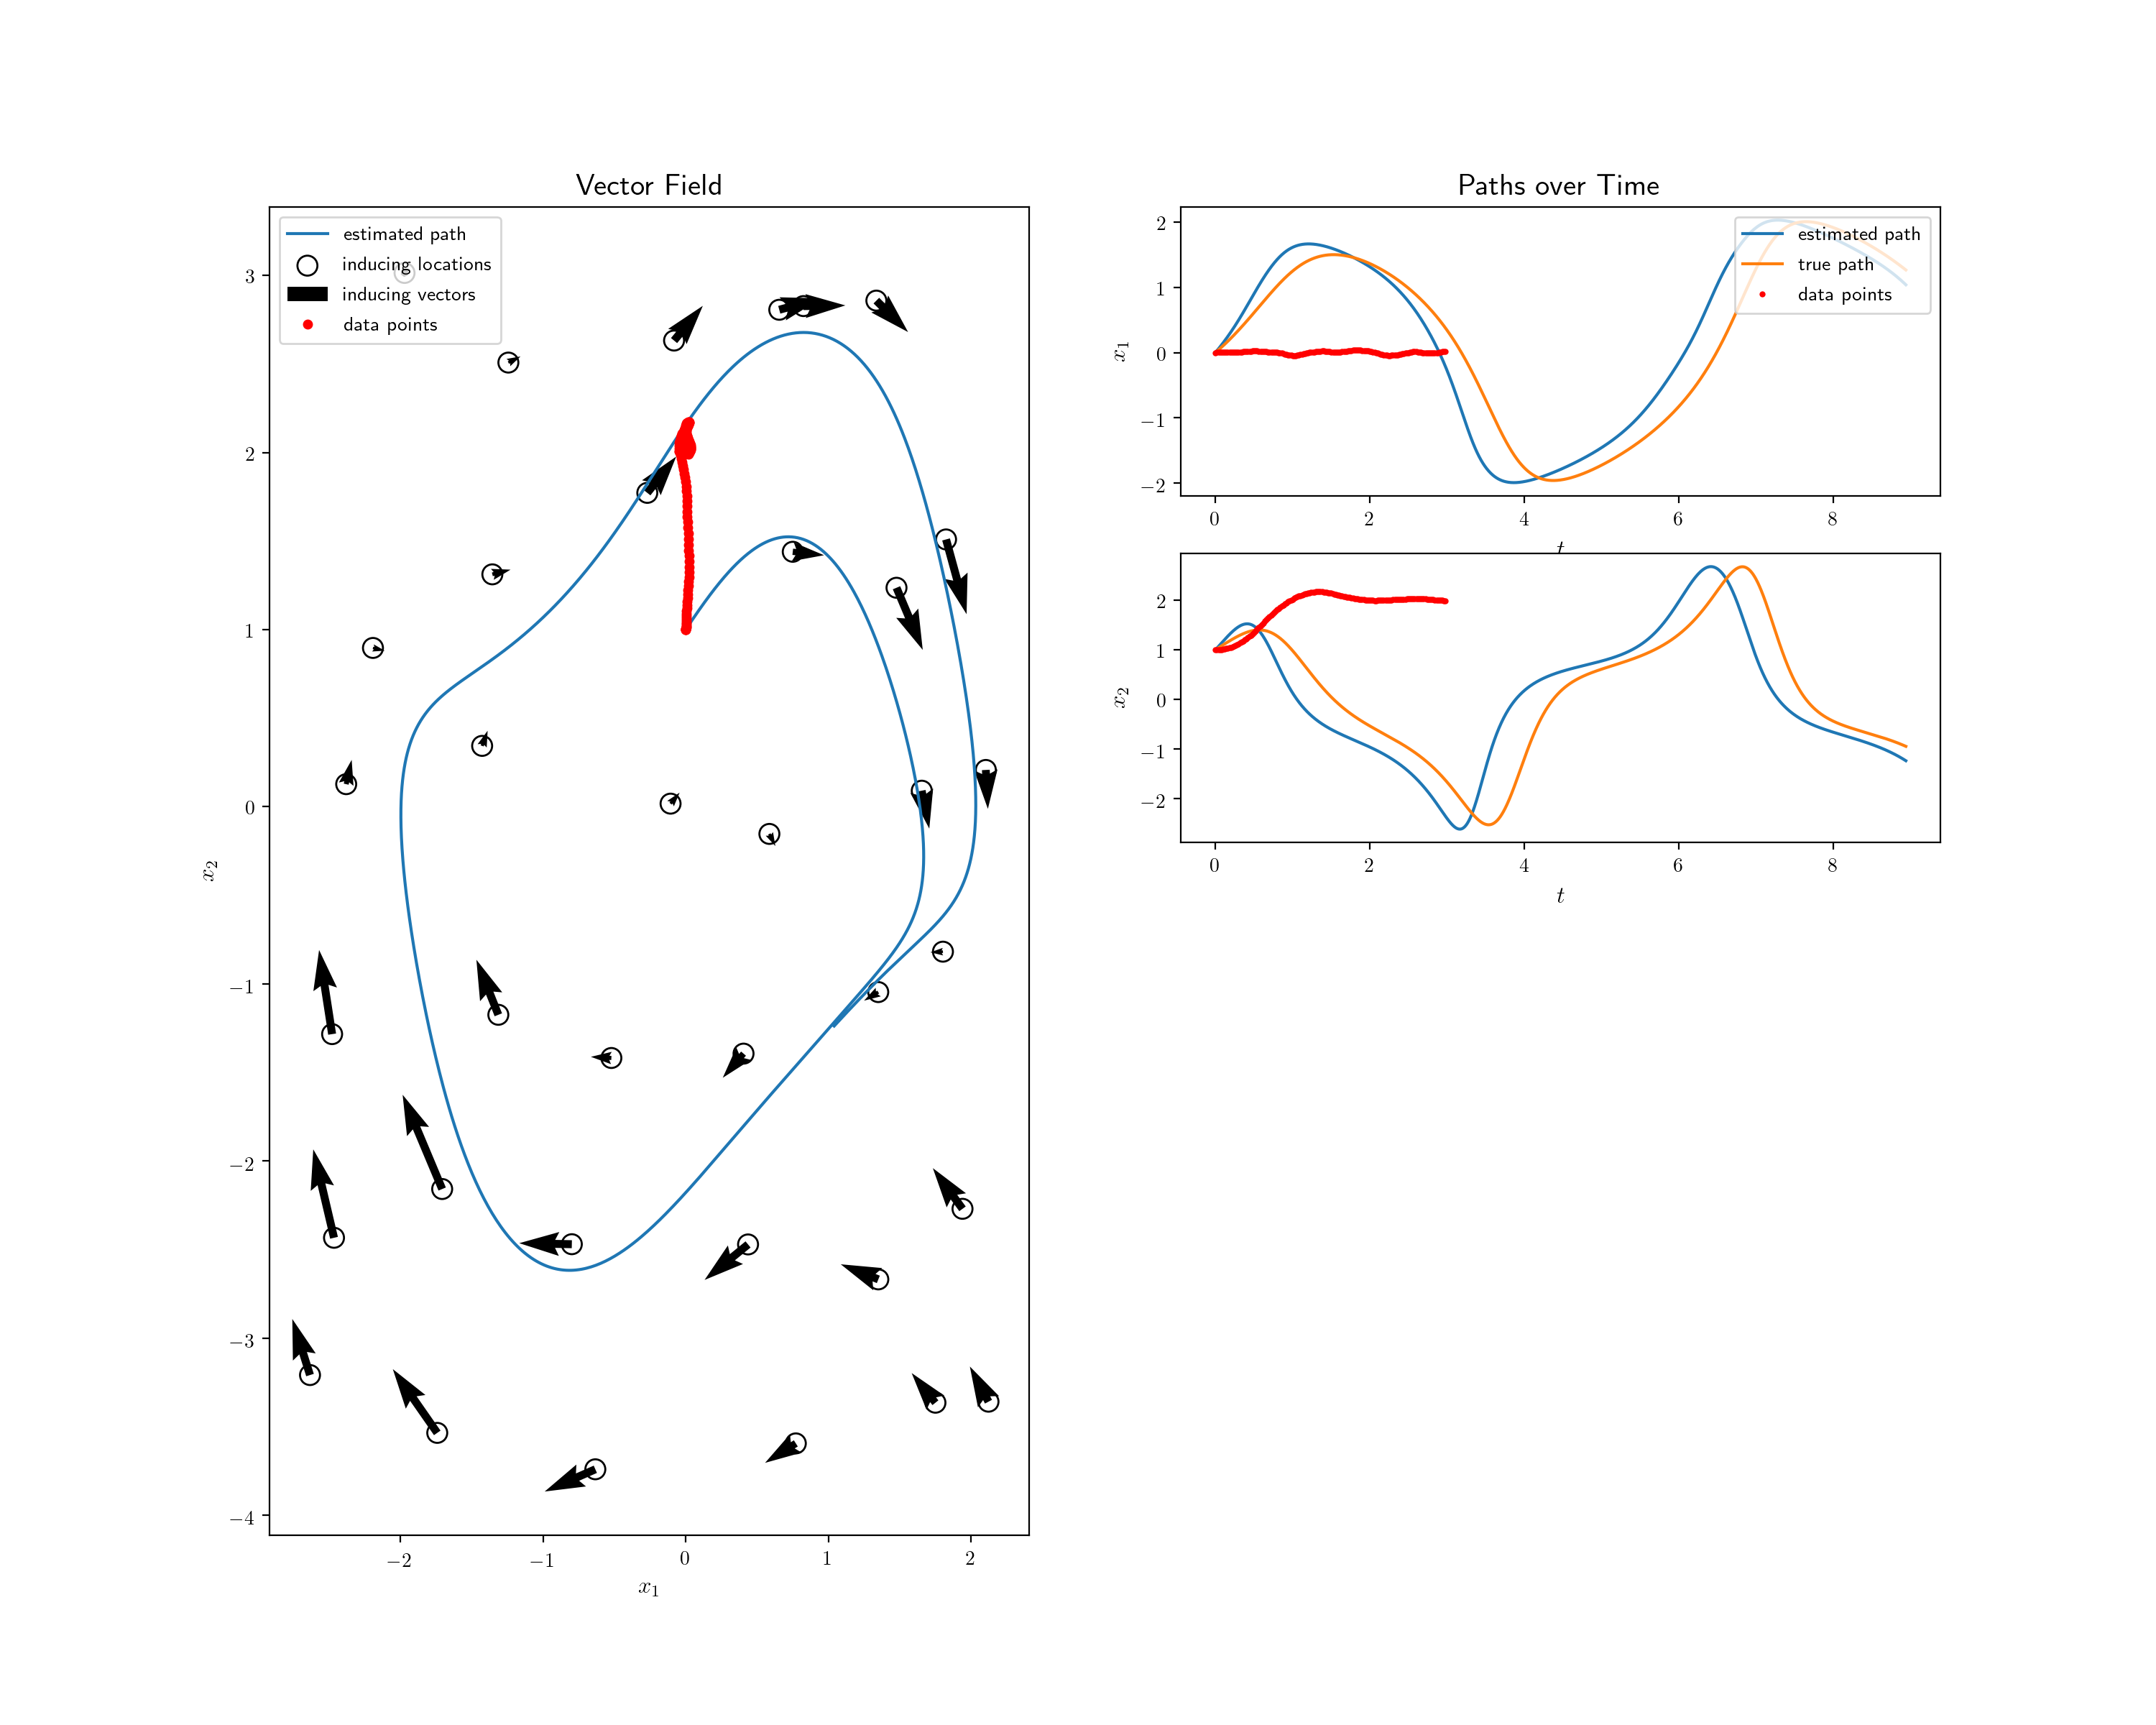 Vector Field
estimated path
inducing locations
inducing vectors
data points
3
2
1
0
−1
−2
−3
−4
x₂
−2 −1 0 1 2
x₁
Paths over Time
estimated path
true path
data points
2
1
0
−1
−2
x₁
0 2 4 6 8
t
2
1
0
−1
−2
x₂
0 2 4 6 8
t